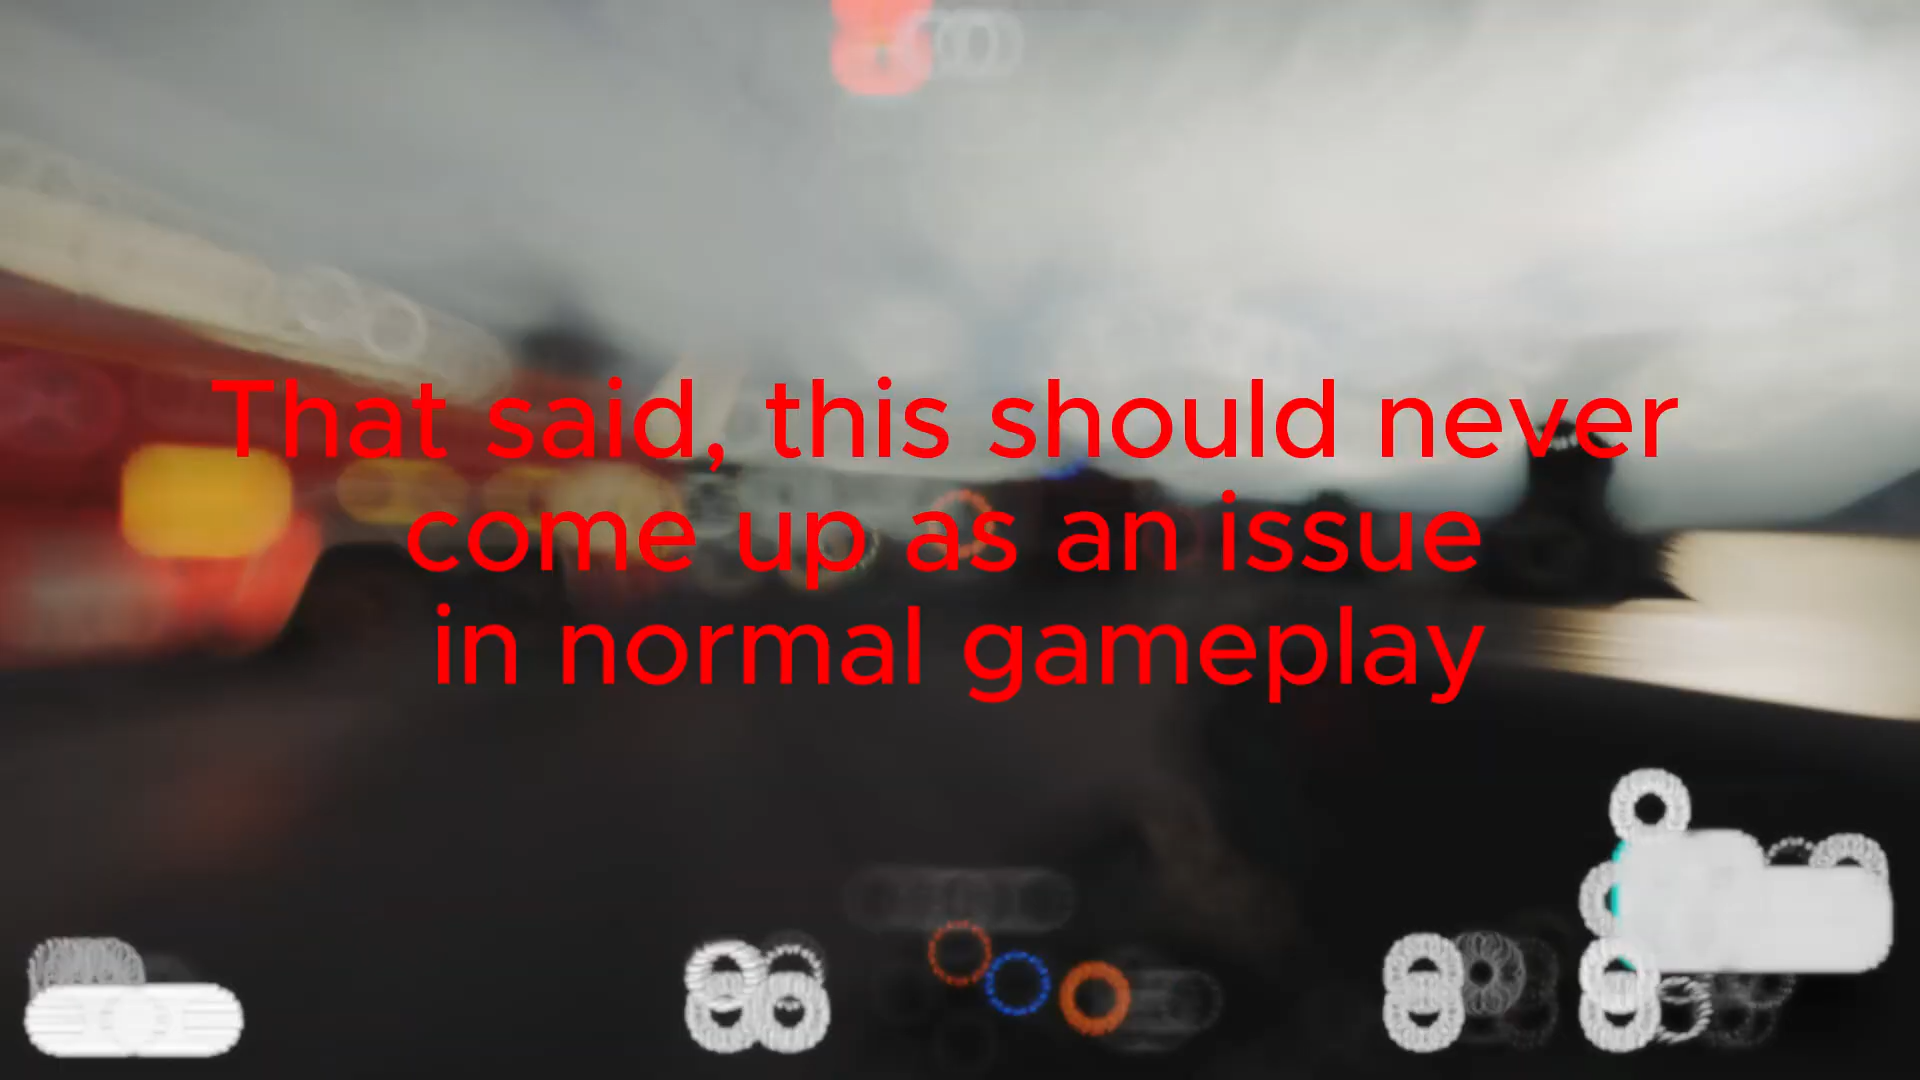 That said, this should never
come up as an issue
in normal gameplay